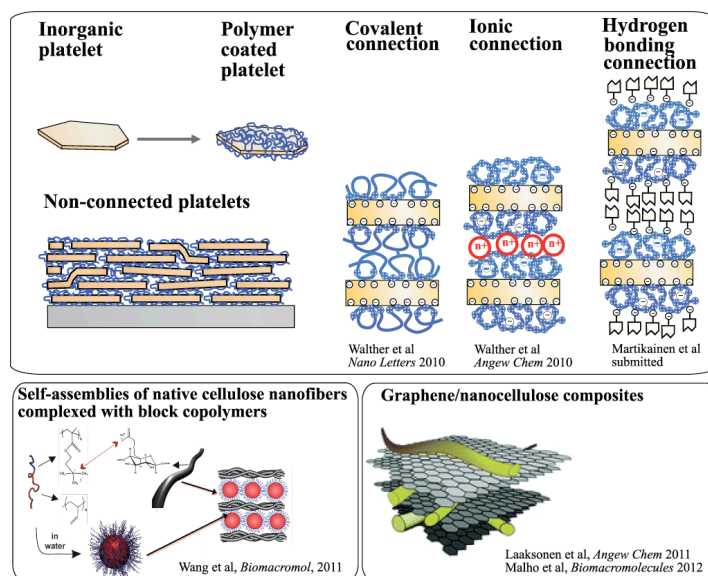 Inorganic
platelet
Polymer
coated
platelet
Covalent
connection
Ionic
connection
Hydrogen
bonding
connection
Non-connected platelets
n+ n+ n+ n+
Walther et al
Nano Letters 2010
Walther et al
Angew Chem 2010
Martikainen et al
submitted
Self-assemblies of native cellulose nanofibers
complexed with block copolymers
in
water
Wang et al, Biomacromol, 2011
Graphene/nanocellulose composites
Laaksonen et al, Angew Chem 2011
Malho et al, Biomacromolecules 2012